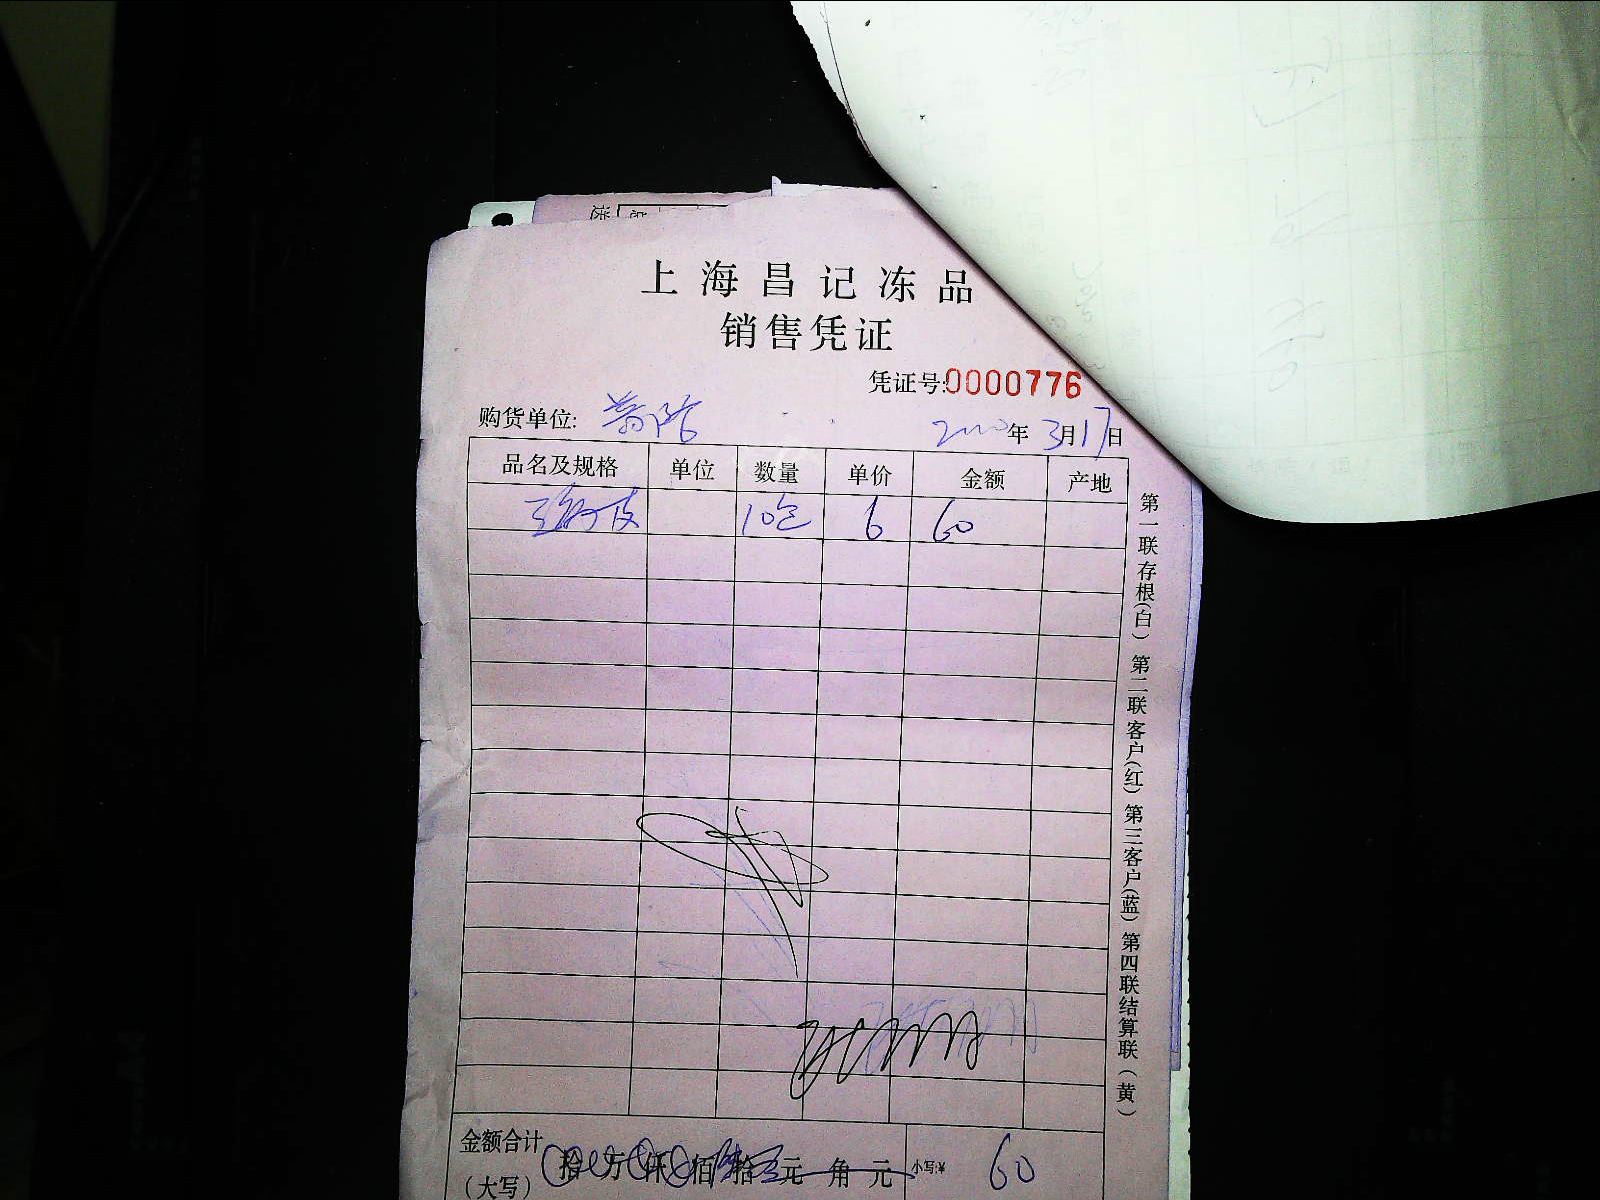 上海昌记冻品
销售凭证
凭证号:0000776
购货单位:
年 3月17日
品名及规格 单位 数量 单价 金额 产地
皮 10包 6 60
第一联存根(白) 第二联客户(红) 第三客户(蓝) 第四联结算联(黄)
金额合计
(大写) 拾 万 仟 佰 拾 元 角 元 小写:¥ 60